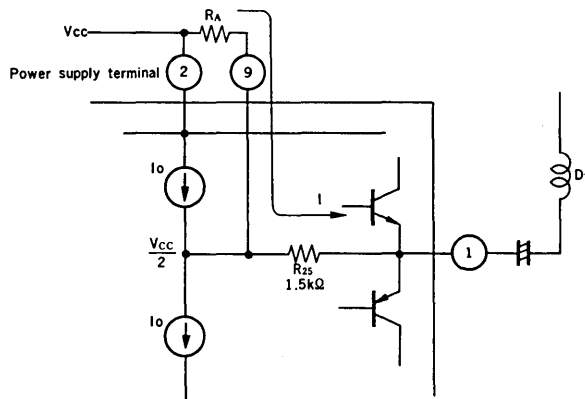 RA
Vcc
Power supply terminal
2
9
Io
I
D
Vcc
2
R25
1.5kΩ
1
Io